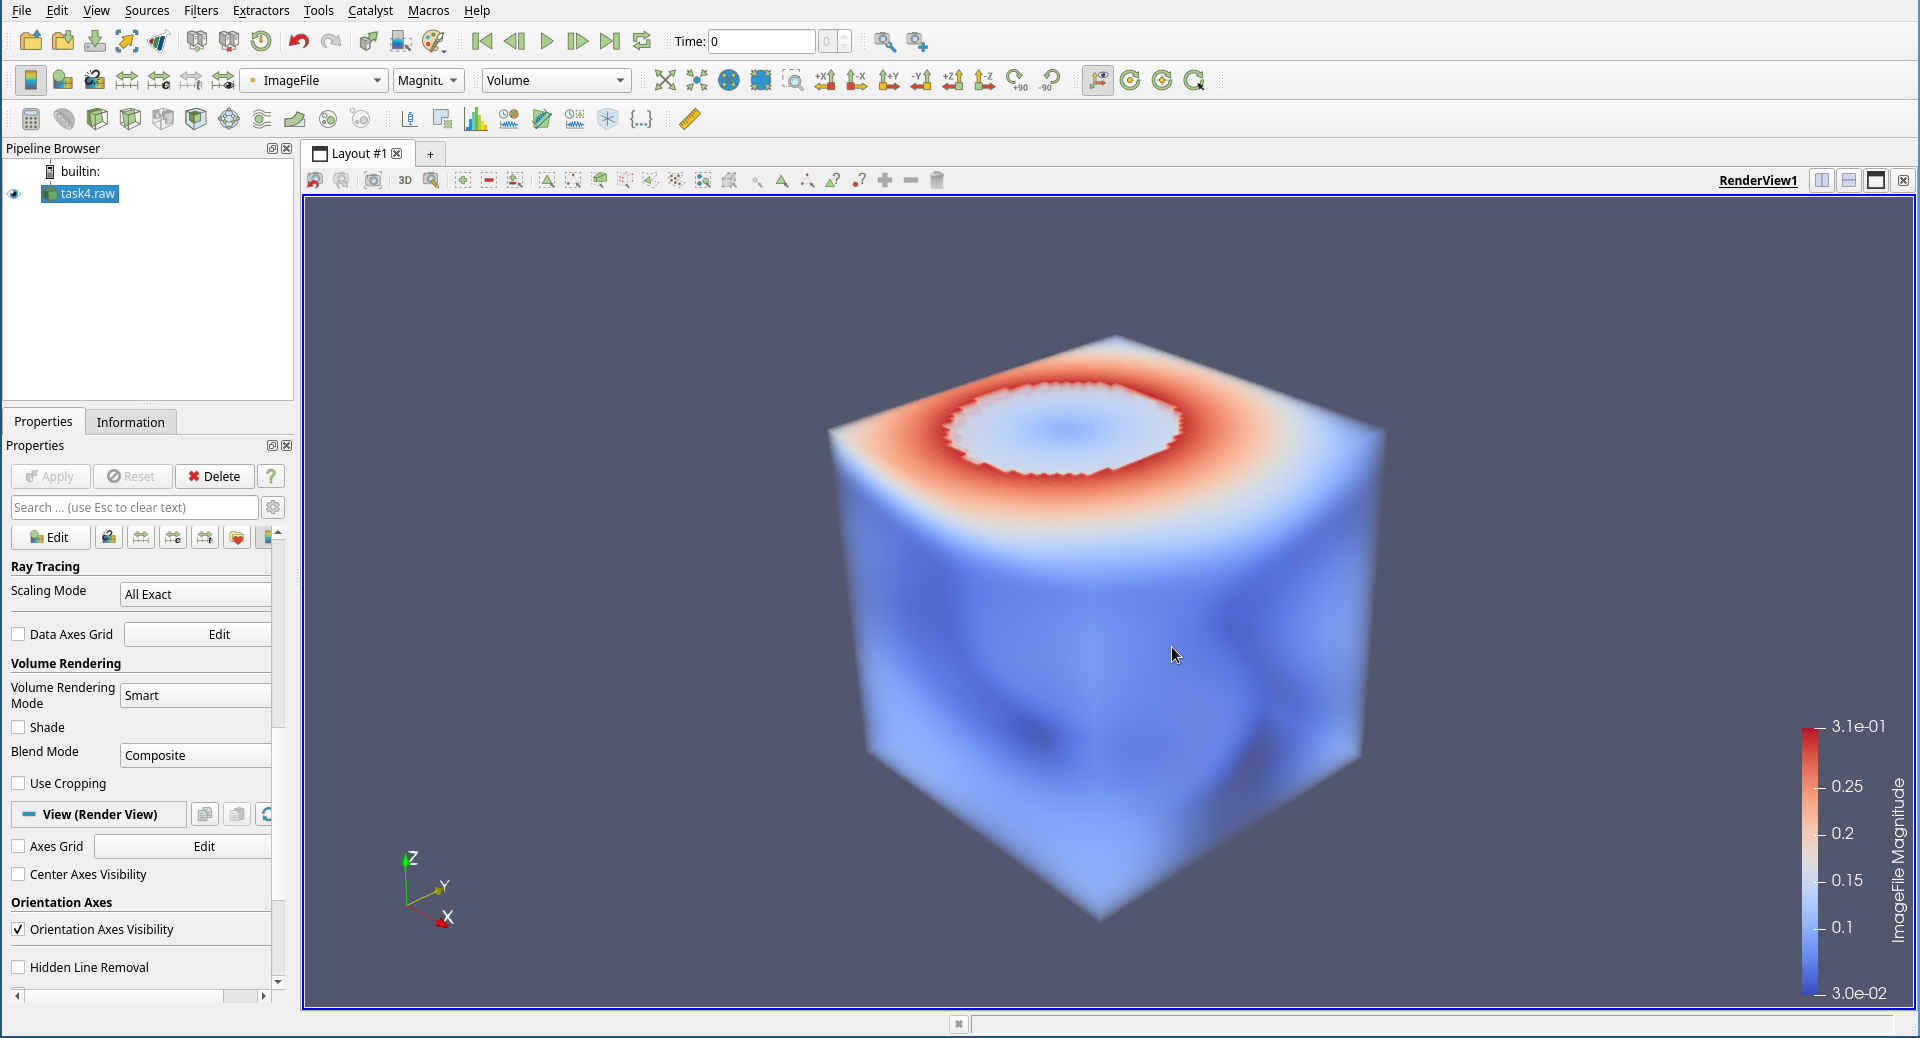 File Edit View Sources Filters Extractors Tools Catalyst Macros Help
Time: 0 0
ImageFile Magnitu Volume +X -X +Y -Y +Z -Z +90 -90
Pipeline Browser
builtin:
task4.raw
Layout #1 +
3D RenderView1
Properties Information
Properties
Apply Reset Delete ?
Search ... (use Esc to clear text)
Edit
Ray Tracing
Scaling Mode All Exact
Data Axes Grid Edit
Volume Rendering
Volume Rendering
Mode Smart
Shade
Blend Mode Composite
Use Cropping
View (Render View)
Axes Grid Edit
Center Axes Visibility
Orientation Axes
Orientation Axes Visibility
Hidden Line Removal
Z
Y
X
3.1e-01
0.25
0.2
0.15
0.1
3.0e-02
ImageFile Magnitude